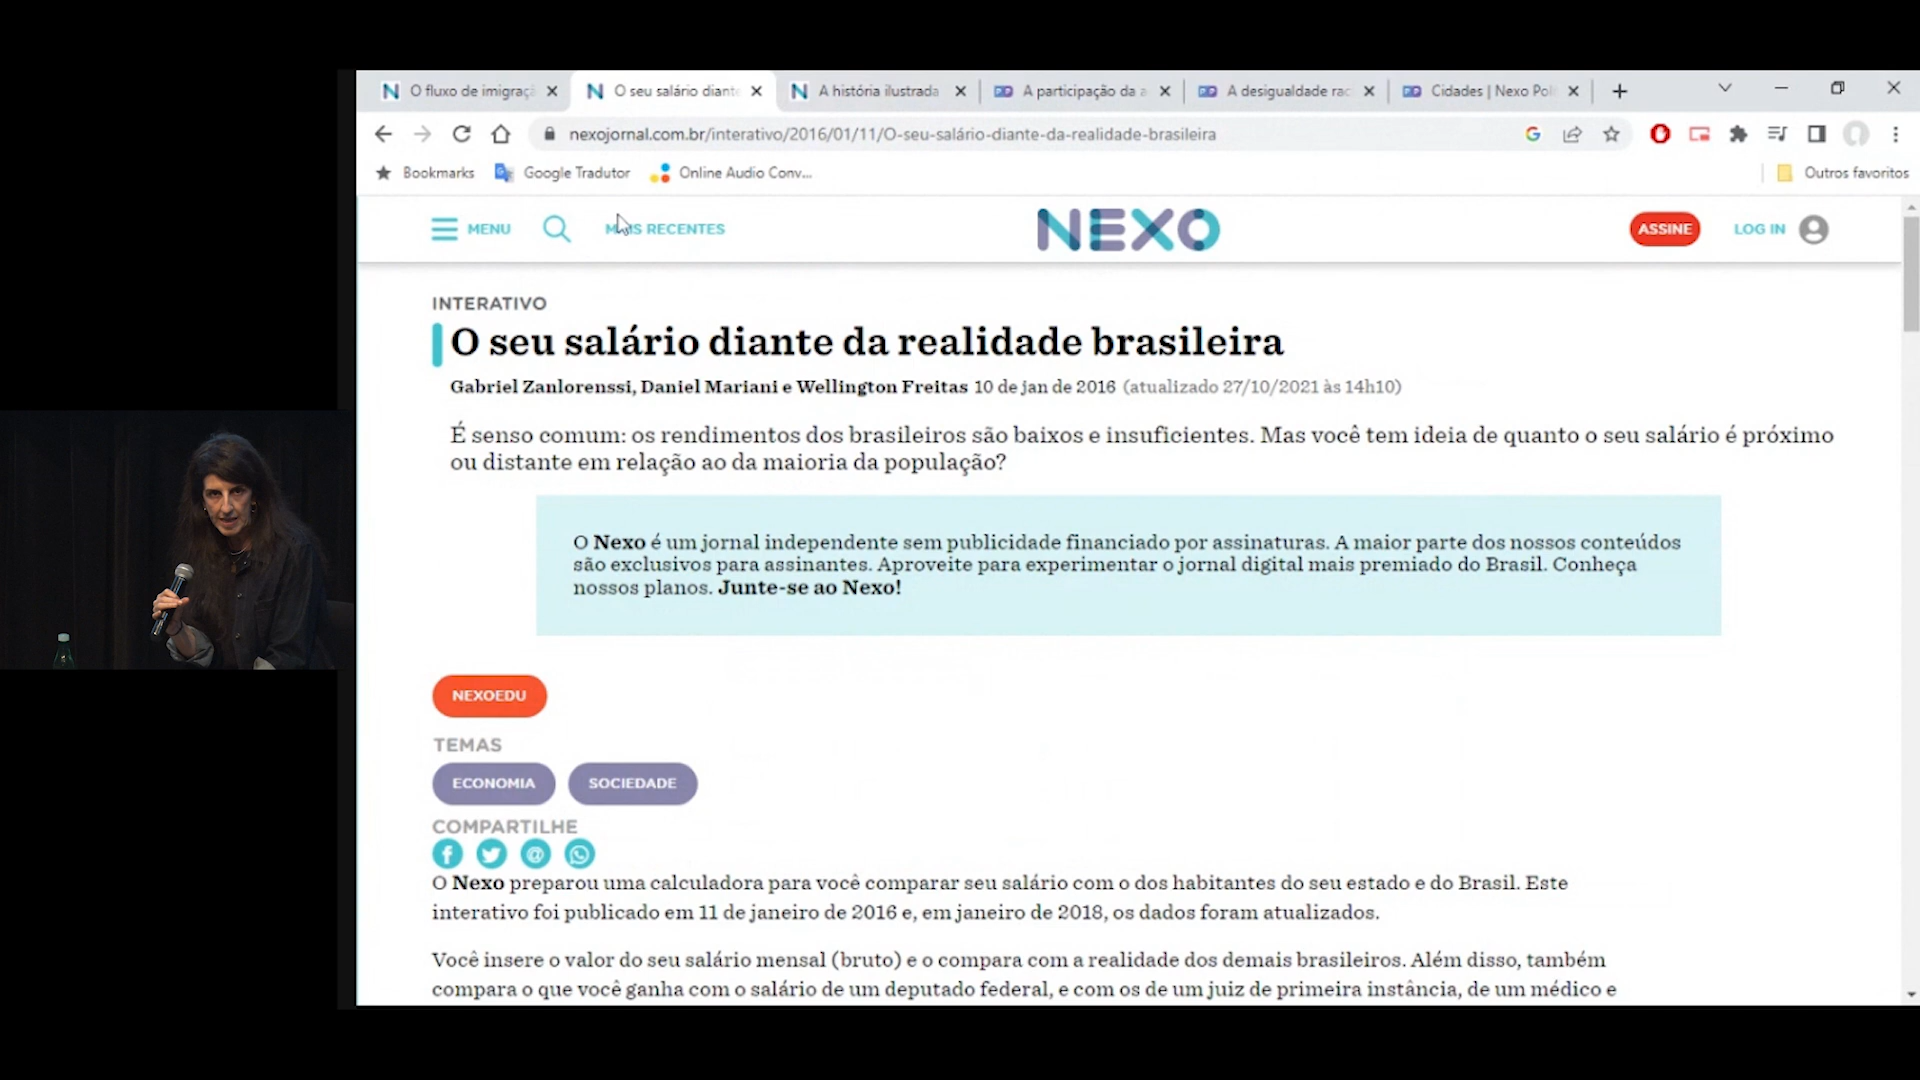 O fluxo de imigraç
O seu salário diante
A história ilustrada
A participação da a
A desigualdade rac
Cidades | Nexo Pol
nexojornal.com.br/interativo/2016/01/11/O-seu-salário-diante-da-realidade-brasileira
Bookmarks
Google Tradutor
Online Audio Conv...
Outros favoritos
MENU
RECENTES
NEXO
ASSINE
LOG IN
INTERATIVO
O seu salário diante da realidade brasileira
Gabriel Zanlorenssi, Daniel Mariani e Wellington Freitas 10 de jan de 2016 (atualizado 27/10/2021 às 14h10)
É senso comum: os rendimentos dos brasileiros são baixos e insuficientes. Mas você tem ideia de quanto o seu salário é próximo
ou distante em relação ao da maioria da população?
O Nexo é um jornal independente sem publicidade financiado por assinaturas. A maior parte dos nossos conteúdos
são exclusivos para assinantes. Aproveite para experimentar o jornal digital mais premiado do Brasil. Conheça
nossos planos. Junte-se ao Nexo!
NEXOEDU
TEMAS
ECONOMIA
SOCIEDADE
COMPARTILHE
O Nexo preparou uma calculadora para você comparar seu salário com o dos habitantes do seu estado e do Brasil. Este
interativo foi publicado em 11 de janeiro de 2016 e, em janeiro de 2018, os dados foram atualizados.
Você insere o valor do seu salário mensal (bruto) e o compara com a realidade dos demais brasileiros. Além disso, também
compara o que você ganha com o salário de um deputado federal, e com os de um juiz de primeira instância, de um médico e